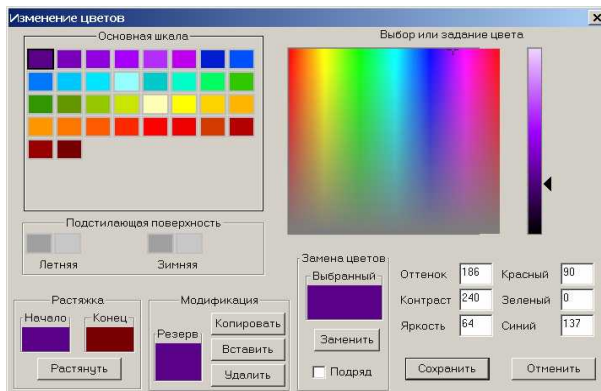 Изменение цветов
Основная шкала
Выбор или задание цвета
Подстилающая поверхность
Летняя Зимняя
Растяжка
Начало Конец
Растянуть
Модификация
Резерв
Копировать
Вставить
Удалить
Замена цветов
Выбранный
Заменить
Подряд
Оттенок 186 Красный 90
Контраст 240 Зеленый 0
Яркость 64 Синий 137
Сохранить Отменить